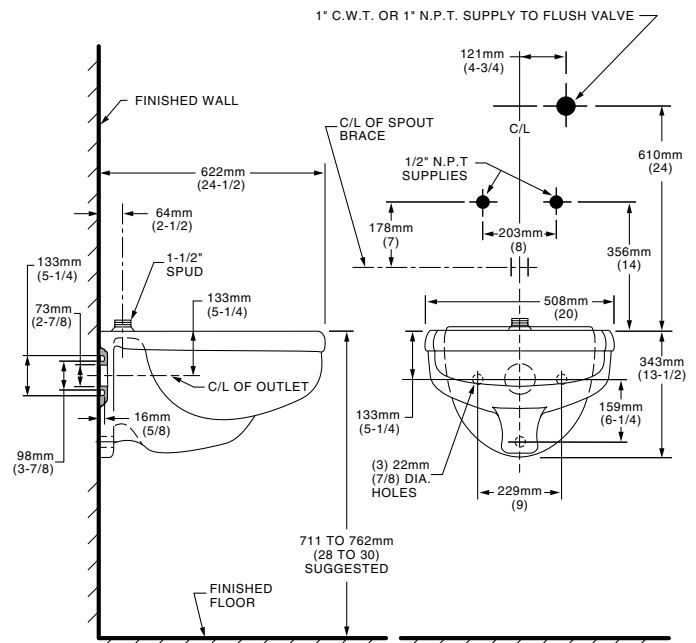 1" C.W.T. OR 1" N.P.T. SUPPLY TO FLUSH VALVE
121mm
(4-3/4)
FINISHED WALL
C/L OF SPOUT
BRACE
C/L
622mm
(24-1/2)
1/2" N.P.T
SUPPLIES
610mm
(24)
64mm
(2-1/2)
178mm
(7)
203mm
(8)
356mm
(14)
133mm
(5-1/4)
1-1/2"
SPUD
133mm
(5-1/4)
73mm
(2-7/8)
508mm
(20)
343mm
(13-1/2)
C/L OF OUTLET
16mm
(5/8)
133mm
(5-1/4)
159mm
(6-1/4)
98mm
(3-7/8)
(3) 22mm
(7/8) DIA.
HOLES
229mm
(9)
711 TO 762mm
(28 TO 30)
SUGGESTED
FINISHED
FLOOR